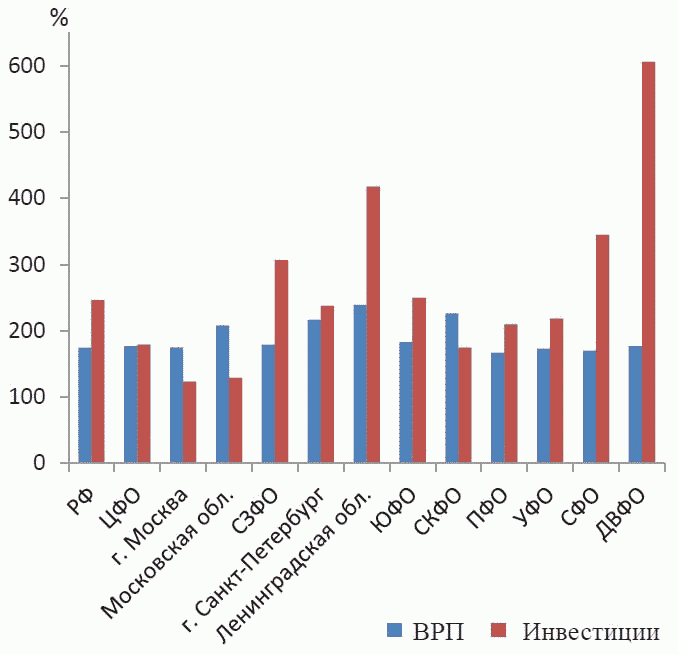 %
600
500
400
300
200
100
0
РФ
ЦФО
г. Москва
Московская обл.
СЗФО
г. Санкт-Петербург
Ленинградская обл.
ЮФО
СКФО
ПФО
УФО
СФО
ДВФО
ВРП Инвестиции